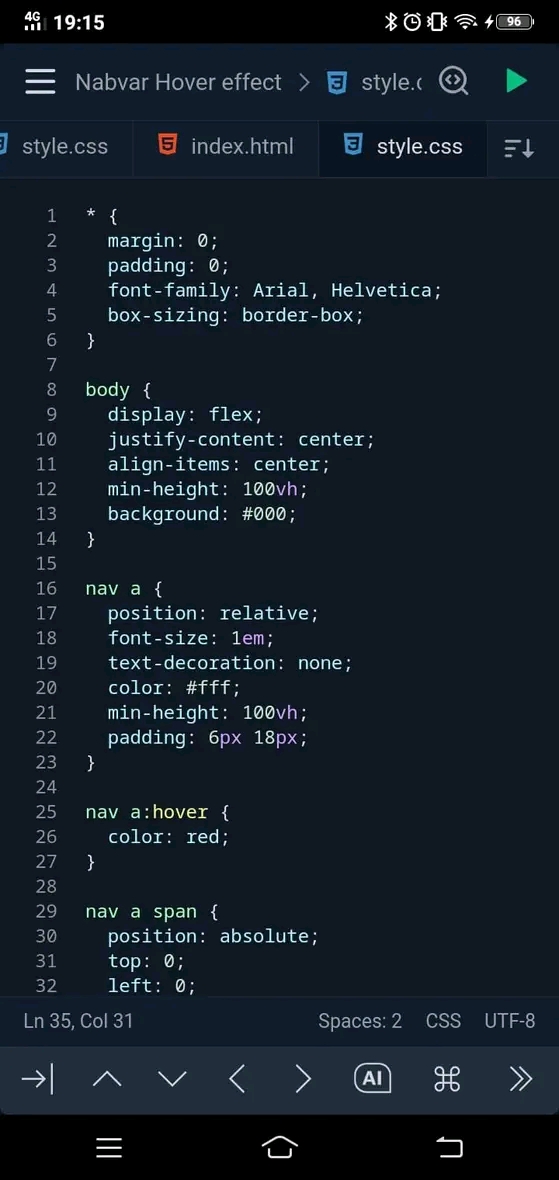 4G 19:15 96
Nabvar Hover effect > style.c
style.css index.html style.css
1 * {
2   margin: 0;
3   padding: 0;
4   font-family: Arial, Helvetica;
5   box-sizing: border-box;
6 }
7
8 body {
9   display: flex;
10   justify-content: center;
11   align-items: center;
12   min-height: 100vh;
13   background: #000;
14 }
15
16 nav a {
17   position: relative;
18   font-size: 1em;
19   text-decoration: none;
20   color: #fff;
21   min-height: 100vh;
22   padding: 6px 18px;
23 }
24
25 nav a:hover {
26   color: red;
27 }
28
29 nav a span {
30   position: absolute;
31   top: 0;
32   left: 0;
Ln 35, Col 31 Spaces: 2 CSS UTF-8
AI